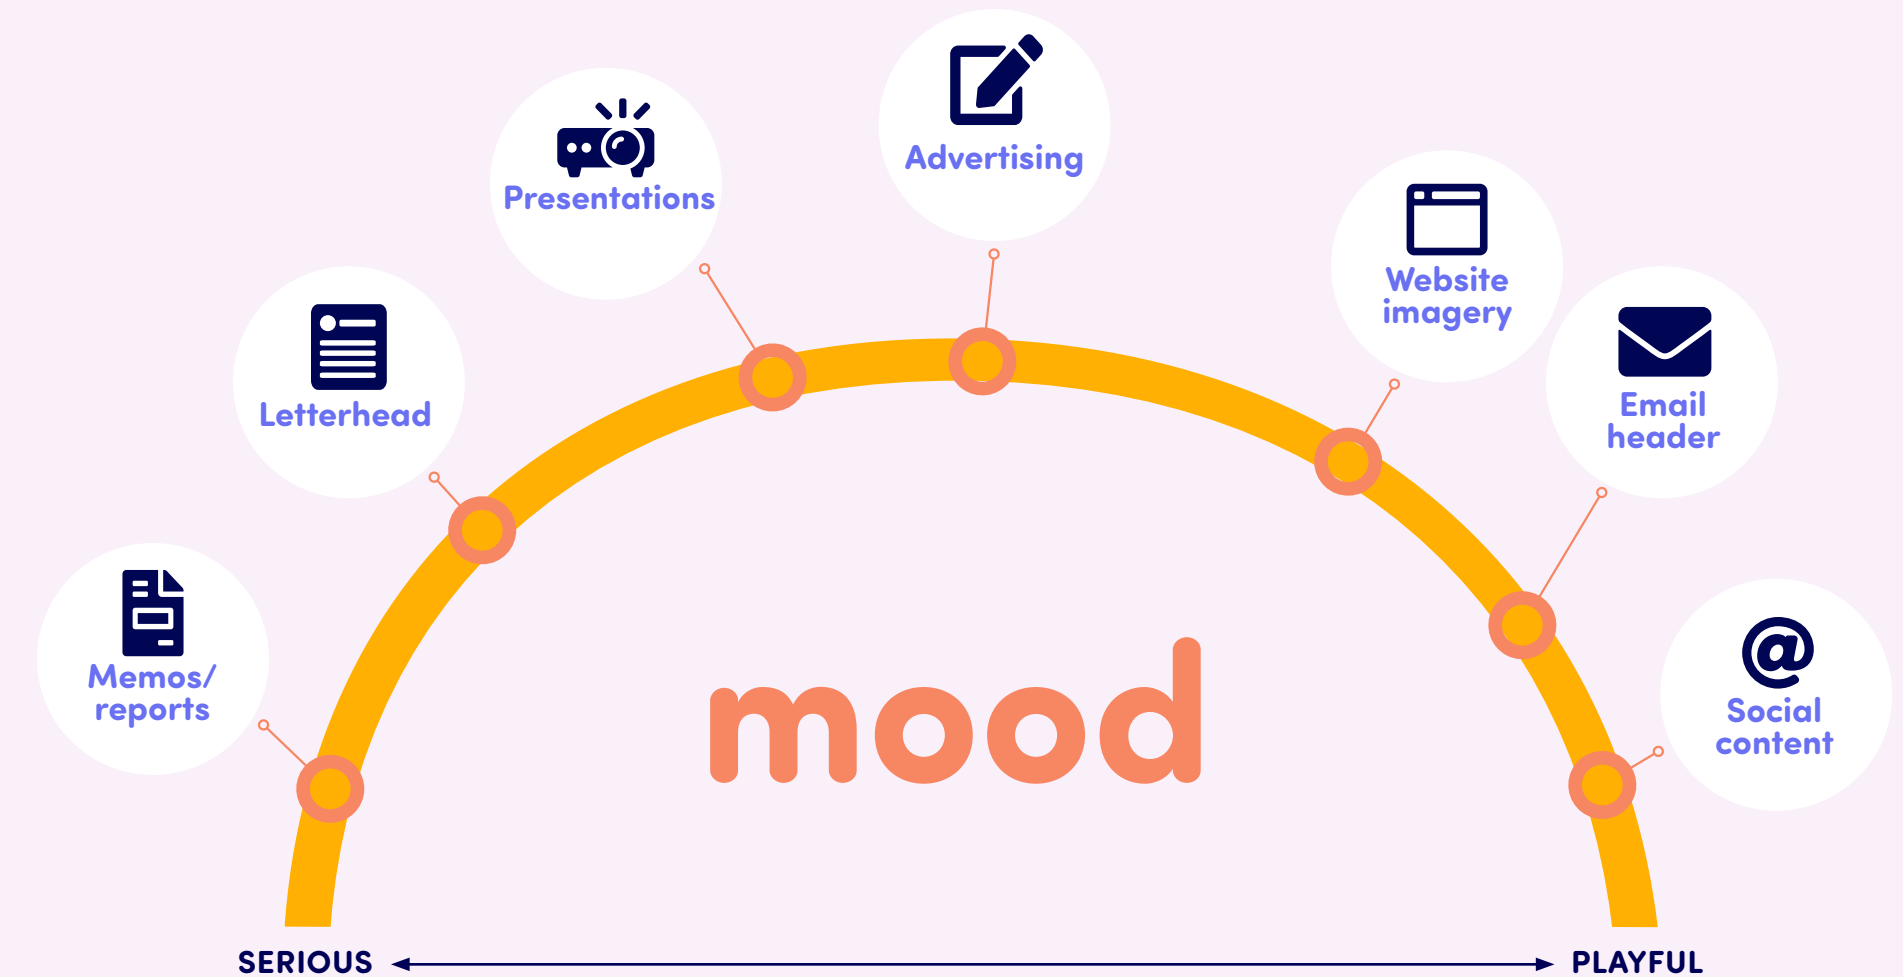 Advertising
Presentations
Website
imagery
Letterhead
Email
header
Memos/
reports
Social
content
mood
SERIOUS
PLAYFUL